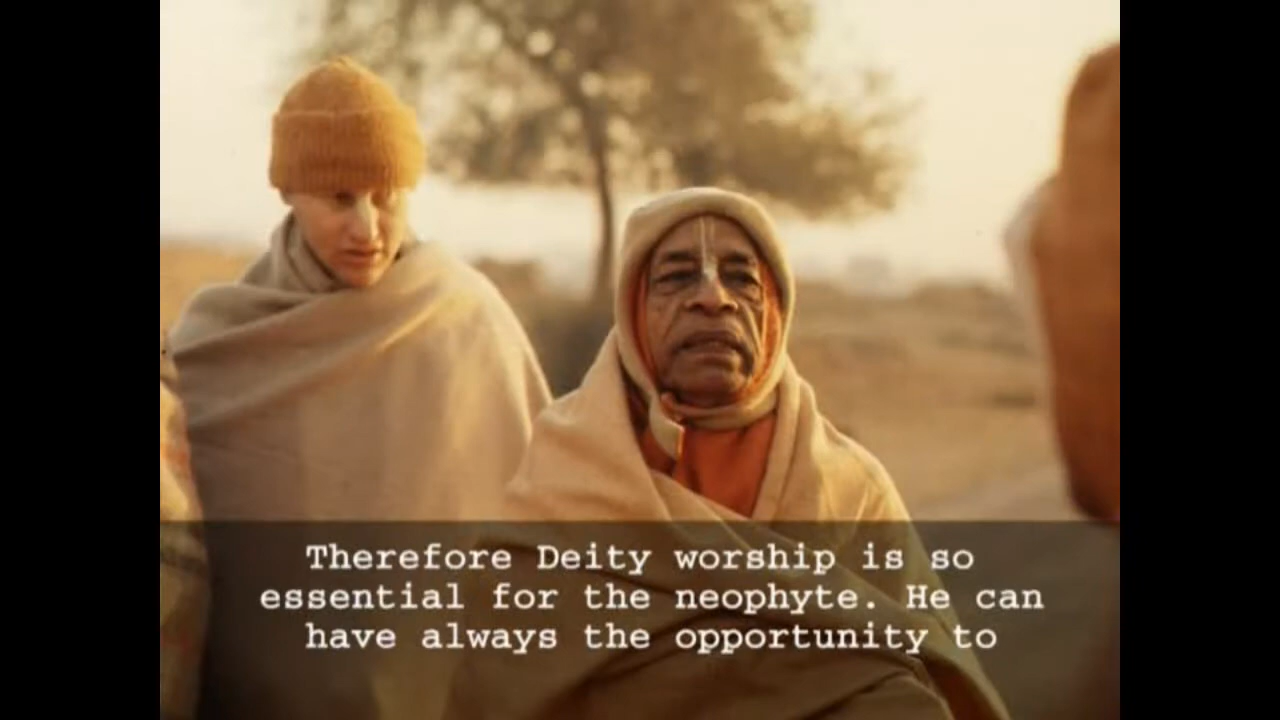 Therefore Deity worship is so
essential for the neophyte. He can
have always the opportunity to